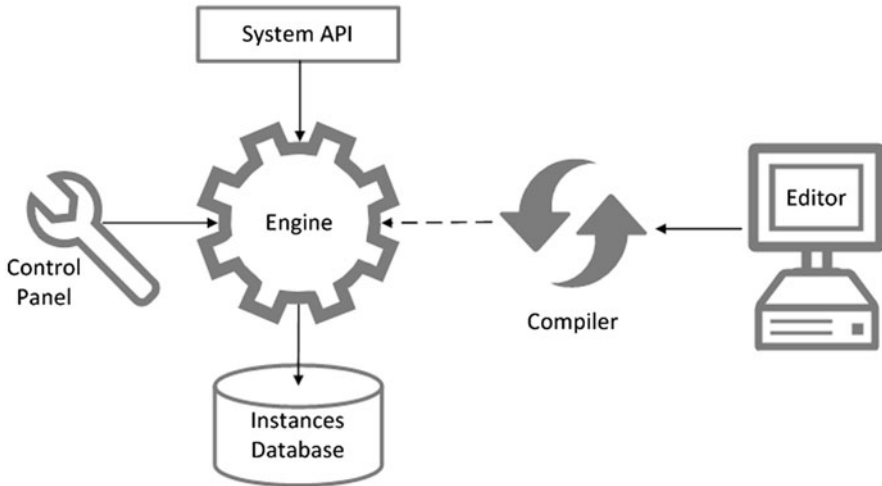 System API
Engine
Editor
Control
Panel
Compiler
Instances
Database